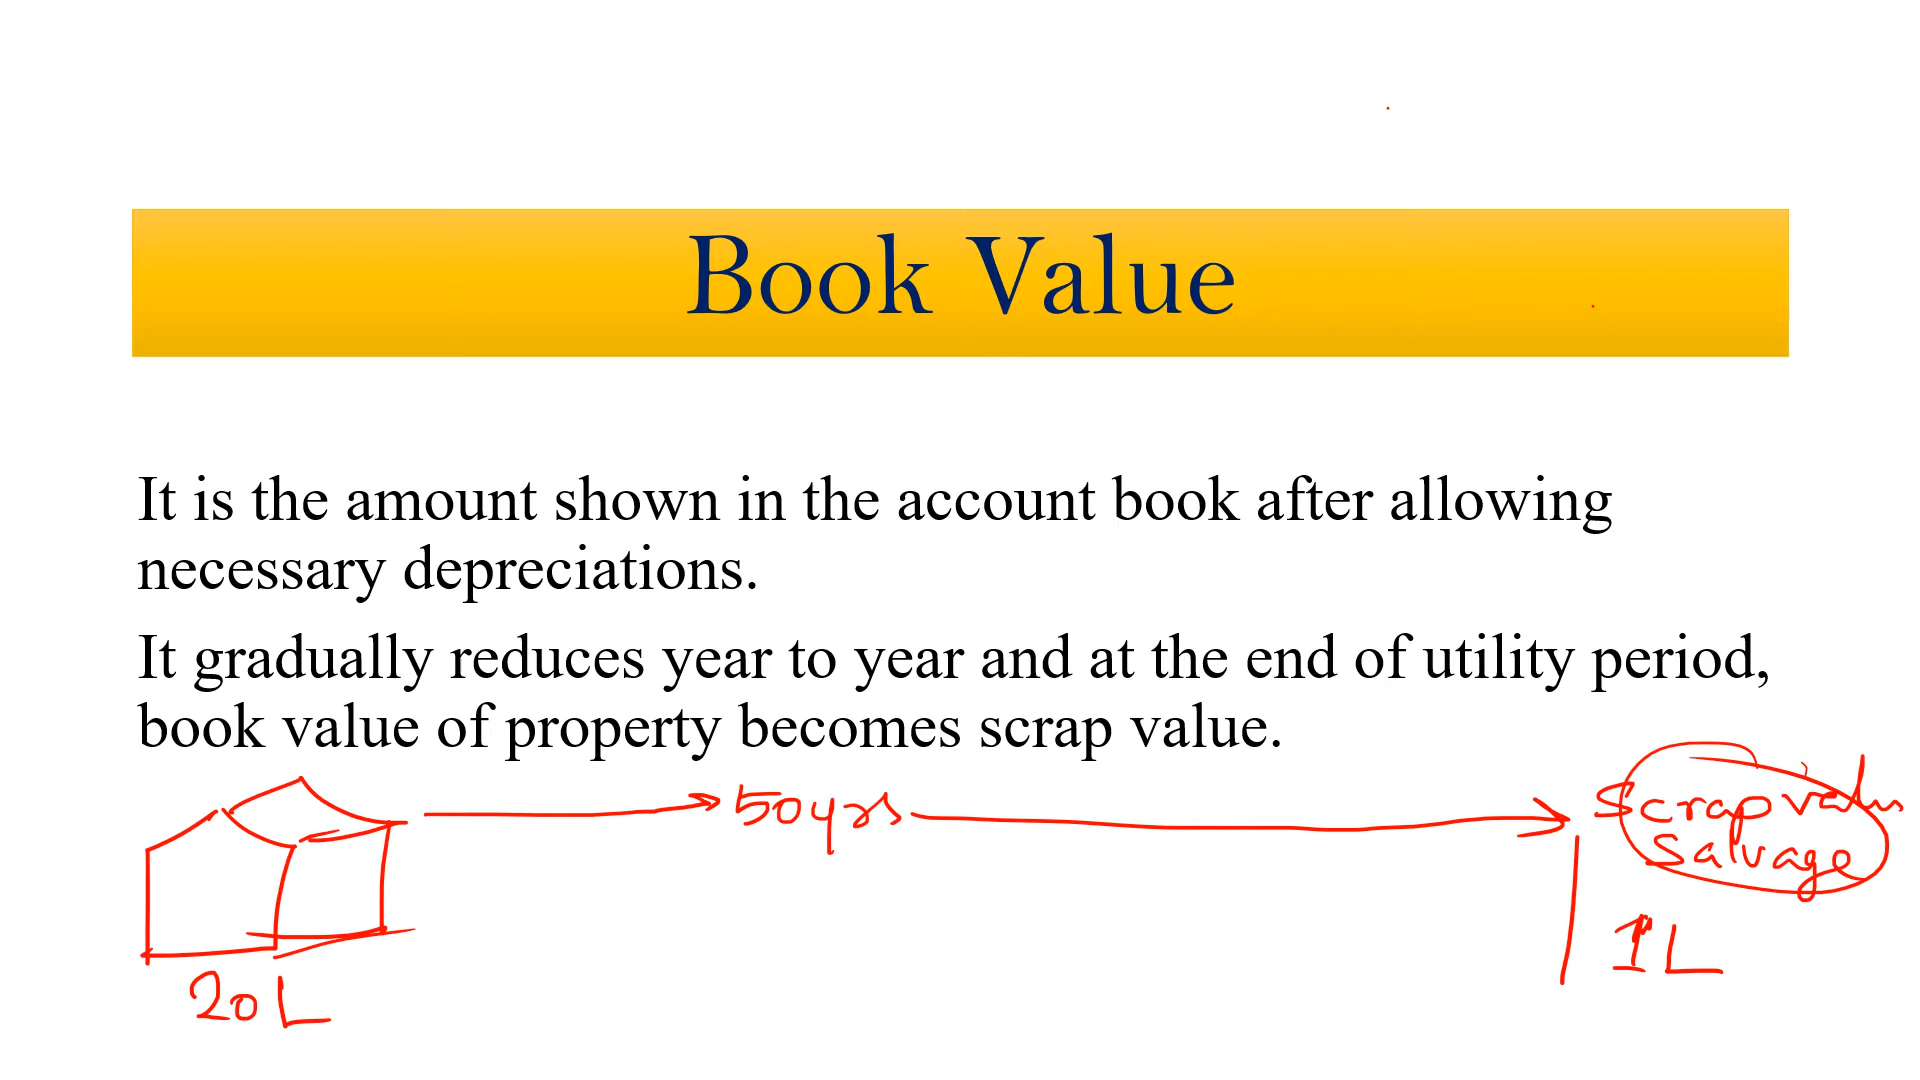 Book Value
It is the amount shown in the account book after allowing
necessary depreciations.
It gradually reduces year to year and at the end of utility period,
book value of property becomes scrap value.
50yrs
Scrap value
Salvage
20 L
1 L